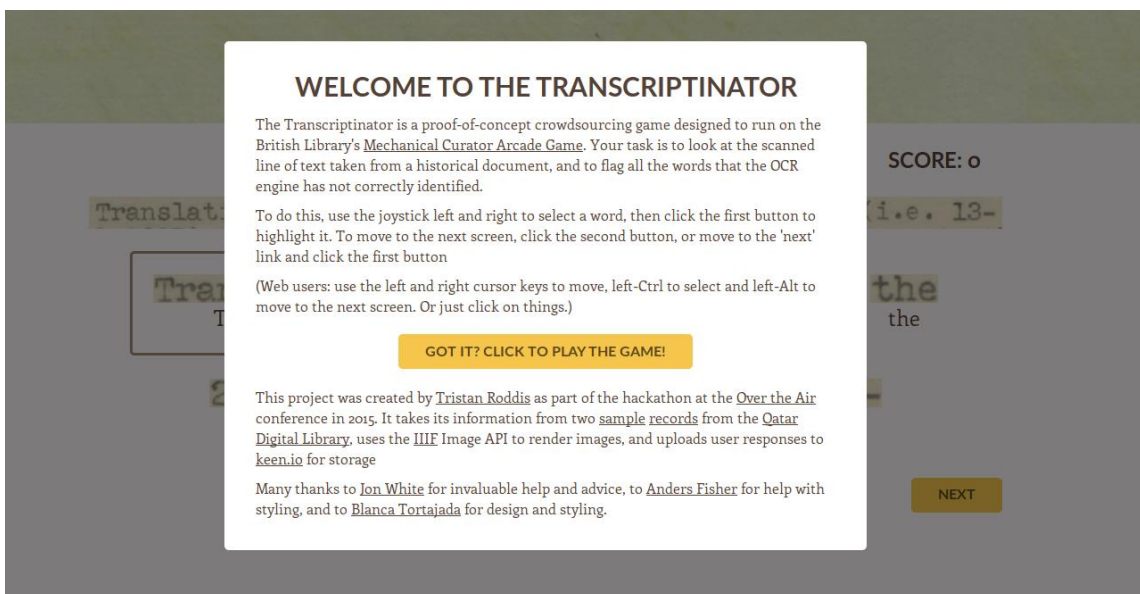 WELCOME TO THE TRANSCRIPTINATOR
The Transcriptinator is a proof-of-concept crowdsourcing game designed to run on the
British Library's Mechanical Curator Arcade Game. Your task is to look at the scanned
line of text taken from a historical document, and to flag all the words that the OCR
engine has not correctly identified.
To do this, use the joystick left and right to select a word, then click the first button to
highlight it. To move to the next screen, click the second button, or move to the 'next'
link and click the first button
(Web users: use the left and right cursor keys to move, left-Ctrl to select and left-Alt to
move to the next screen. Or just click on things.)
GOT IT? CLICK TO PLAY THE GAME!
This project was created by Tristan Roddis as part of the hackathon at the Over the Air
conference in 2015. It takes its information from two sample records from the Qatar
Digital Library, uses the IIIF Image API to render images, and uploads user responses to
keen.io for storage
Many thanks to Jon White for invaluable help and advice, to Anders Fisher for help with
styling, and to Blanca Tortajada for design and styling.
SCORE: 0
(i.e. 13-
the
the
NEXT